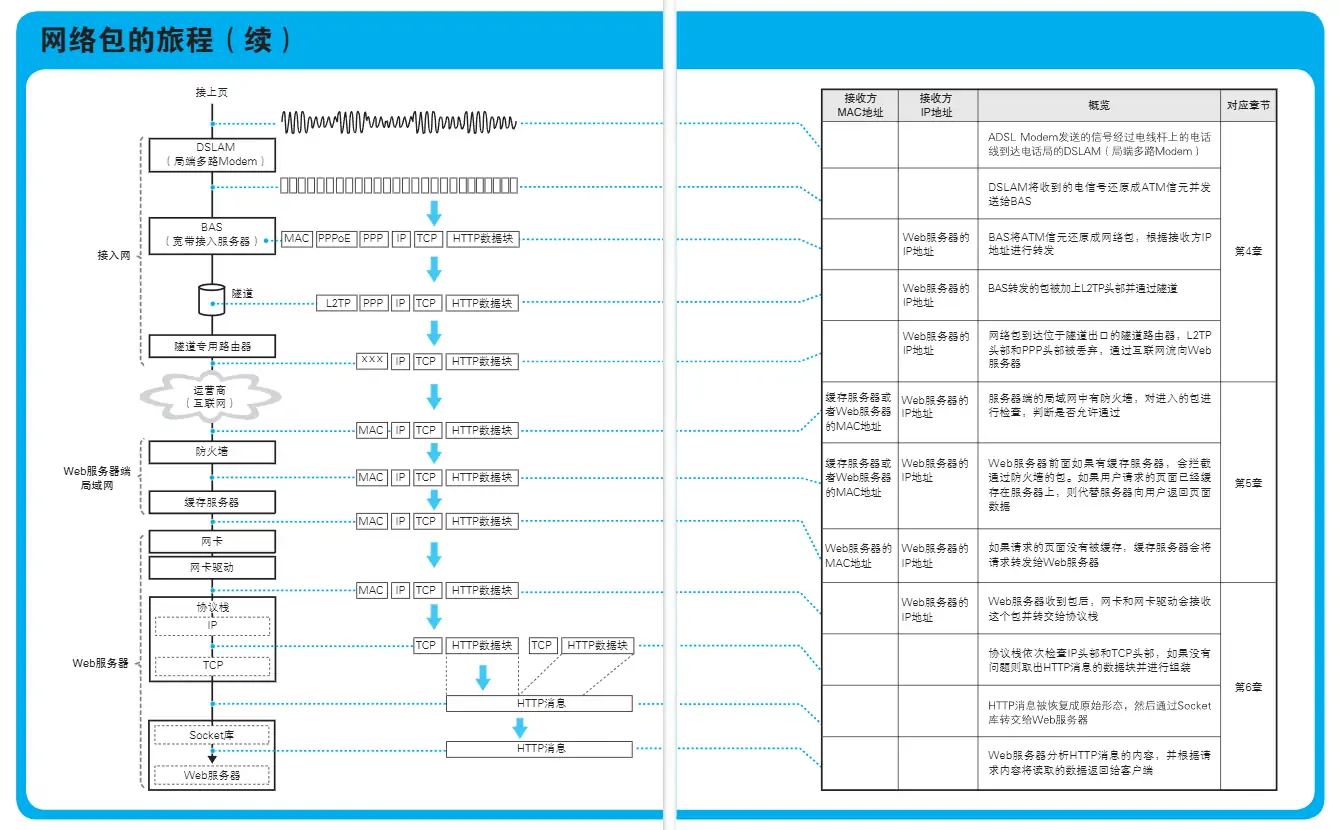 网络包的旅程（续）
接上页
DSLAM
（局端多路Modem）
BAS
（宽带接入服务器）
接入网
隧道
隧道专用路由器
运营商
（互联网）
防火墙
Web服务器端
局域网
缓存服务器
网卡
网卡驱动
协议栈
IP
TCP
Web服务器
Socket库
Web服务器
MAC PPPoE PPP IP TCP HTTP数据块
L2TP PPP IP TCP HTTP数据块
XXX IP TCP HTTP数据块
MAC IP TCP HTTP数据块
MAC IP TCP HTTP数据块
MAC IP TCP HTTP数据块
MAC IP TCP HTTP数据块
TCP HTTP数据块 TCP HTTP数据块
HTTP消息
HTTP消息
接收方
MAC地址
接收方
IP地址
概览
对应章节
ADSL Modem发送的信号经过电线杆上的电话
线到达电话局的DSLAM（局端多路Modem）
DSLAM将收到的电信号还原成ATM信元并发
送给BAS
Web服务器的
IP地址
BAS将ATM信元还原成网络包，根据接收方IP
地址进行转发
第4章
Web服务器的
IP地址
BAS转发的包被加上L2TP头部并通过隧道
Web服务器的
IP地址
网络包到达位于隧道出口的隧道路由器，L2TP
头部和PPP头部被丢弃，通过互联网流向Web
服务器
缓存服务器或
者Web服务器
的MAC地址
Web服务器的
IP地址
服务器端的局域网中有防火墙，对进入的包进
行检查，判断是否允许通过
缓存服务器或
者Web服务器
的MAC地址
Web服务器的
IP地址
Web服务器前面如果有缓存服务器，会拦截
通过防火墙的包。如果用户请求的页面已经缓
存在服务器上，则代替服务器向用户返回页面
数据
第5章
Web服务器的
MAC地址
Web服务器的
IP地址
如果请求的页面没有被缓存，缓存服务器会将
请求转发给Web服务器
Web服务器的
IP地址
Web服务器收到包后，网卡和网卡驱动会接收
这个包并转交给协议栈
协议栈依次检查IP头部和TCP头部，如果没有
问题则取出HTTP消息的数据块并进行组装
第6章
HTTP消息被恢复成原始形态，然后通过Socket
库转交给Web服务器
Web服务器分析HTTP消息的内容，并根据请
求内容将读取的数据返回给客户端